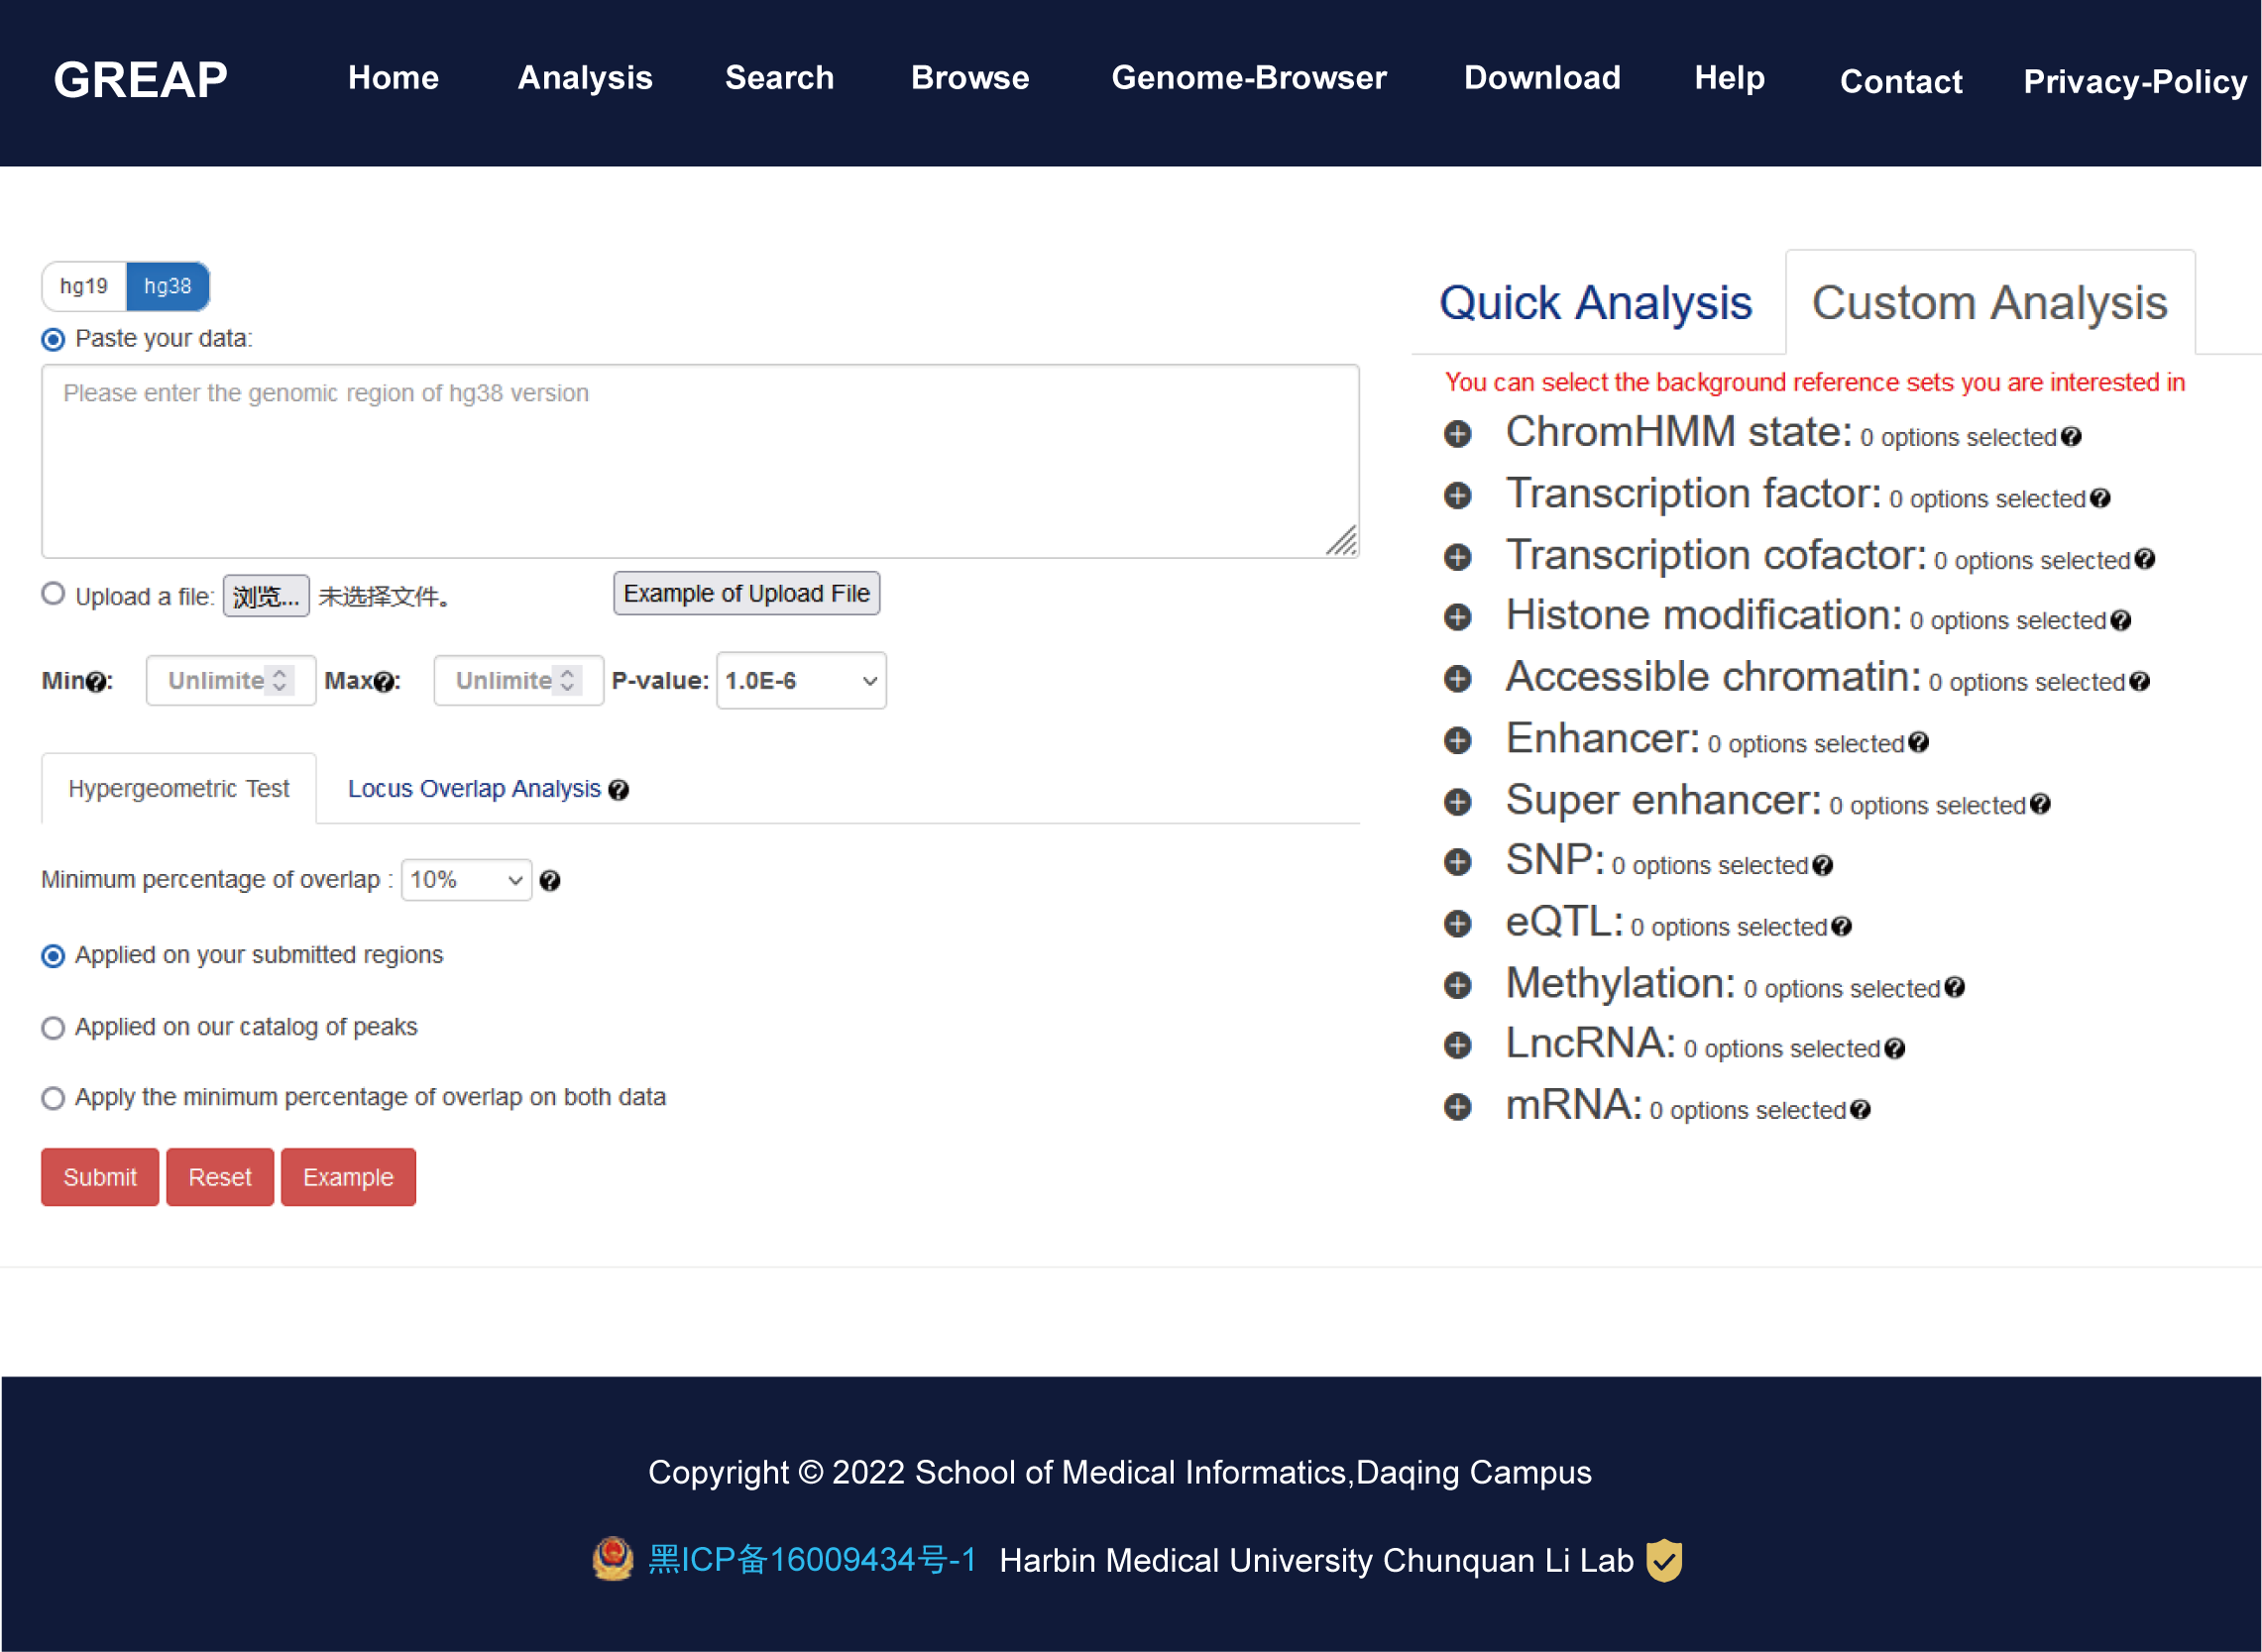 GREAP Home Analysis Search Browse Genome-Browser Download Help Contact Privacy-Policy
hg19 hg38
Paste your data:
Please enter the genomic region of hg38 version
Upload a file: 浏览... 未选择文件。 Example of Upload File
Min?: Unlimite Max?: Unlimite P-value: 1.0E-6
Hypergeometric Test Locus Overlap Analysis ?
Minimum percentage of overlap : 10% ?
Applied on your submitted regions
Applied on our catalog of peaks
Apply the minimum percentage of overlap on both data
Submit Reset Example
Quick Analysis Custom Analysis
You can select the background reference sets you are interested in
ChromHMM state: 0 options selected?
Transcription factor: 0 options selected?
Transcription cofactor: 0 options selected?
Histone modification: 0 options selected?
Accessible chromatin: 0 options selected?
Enhancer: 0 options selected?
Super enhancer: 0 options selected?
SNP: 0 options selected?
eQTL: 0 options selected?
Methylation: 0 options selected?
LncRNA: 0 options selected?
mRNA: 0 options selected?
Copyright © 2022 School of Medical Informatics,Daqing Campus
黑ICP备16009434号-1 Harbin Medical University Chunquan Li Lab